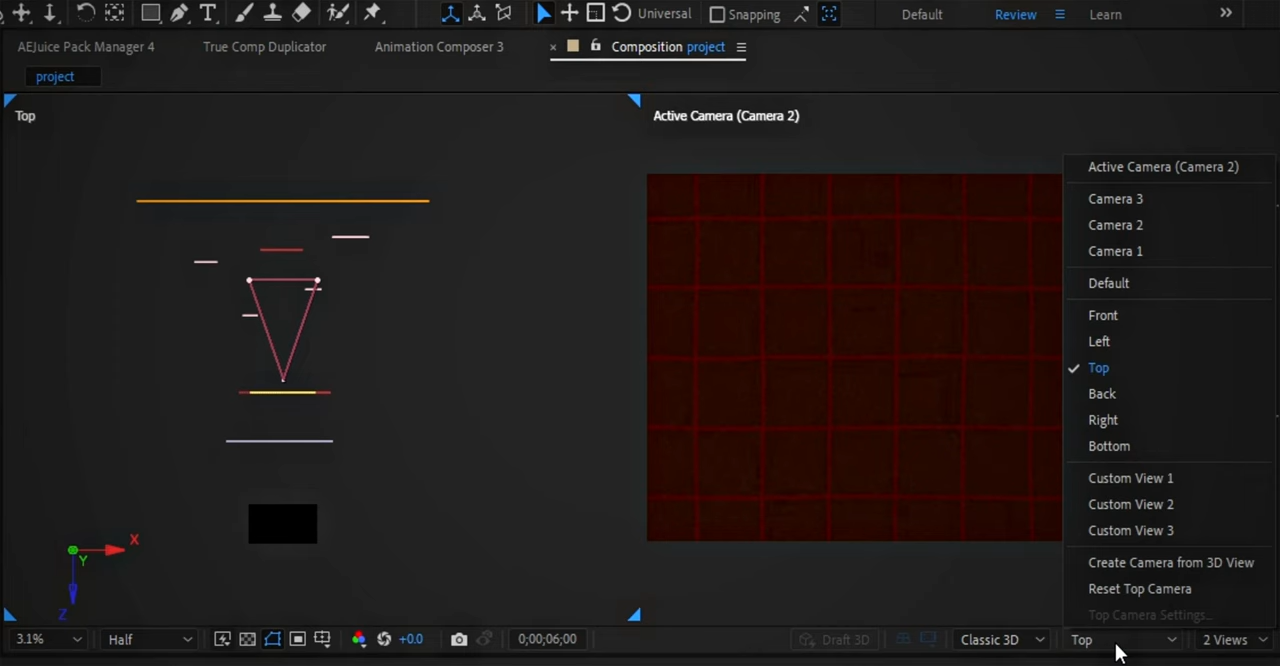 T Universal Snapping Default Review Learn
AEJuice Pack Manager 4 True Comp Duplicator Animation Composer 3 × Composition project
project
Top
Active Camera (Camera 2)
Active Camera (Camera 2)
Camera 3
Camera 2
Camera 1
Default
Front
Left
Top
Back
Right
Bottom
Custom View 1
Custom View 2
Custom View 3
Create Camera from 3D View
Reset Top Camera
Top Camera Settings...
X
Y
Z
3.1% Half +0.0 0;00;06;00 Draft 3D Classic 3D Top 2 Views